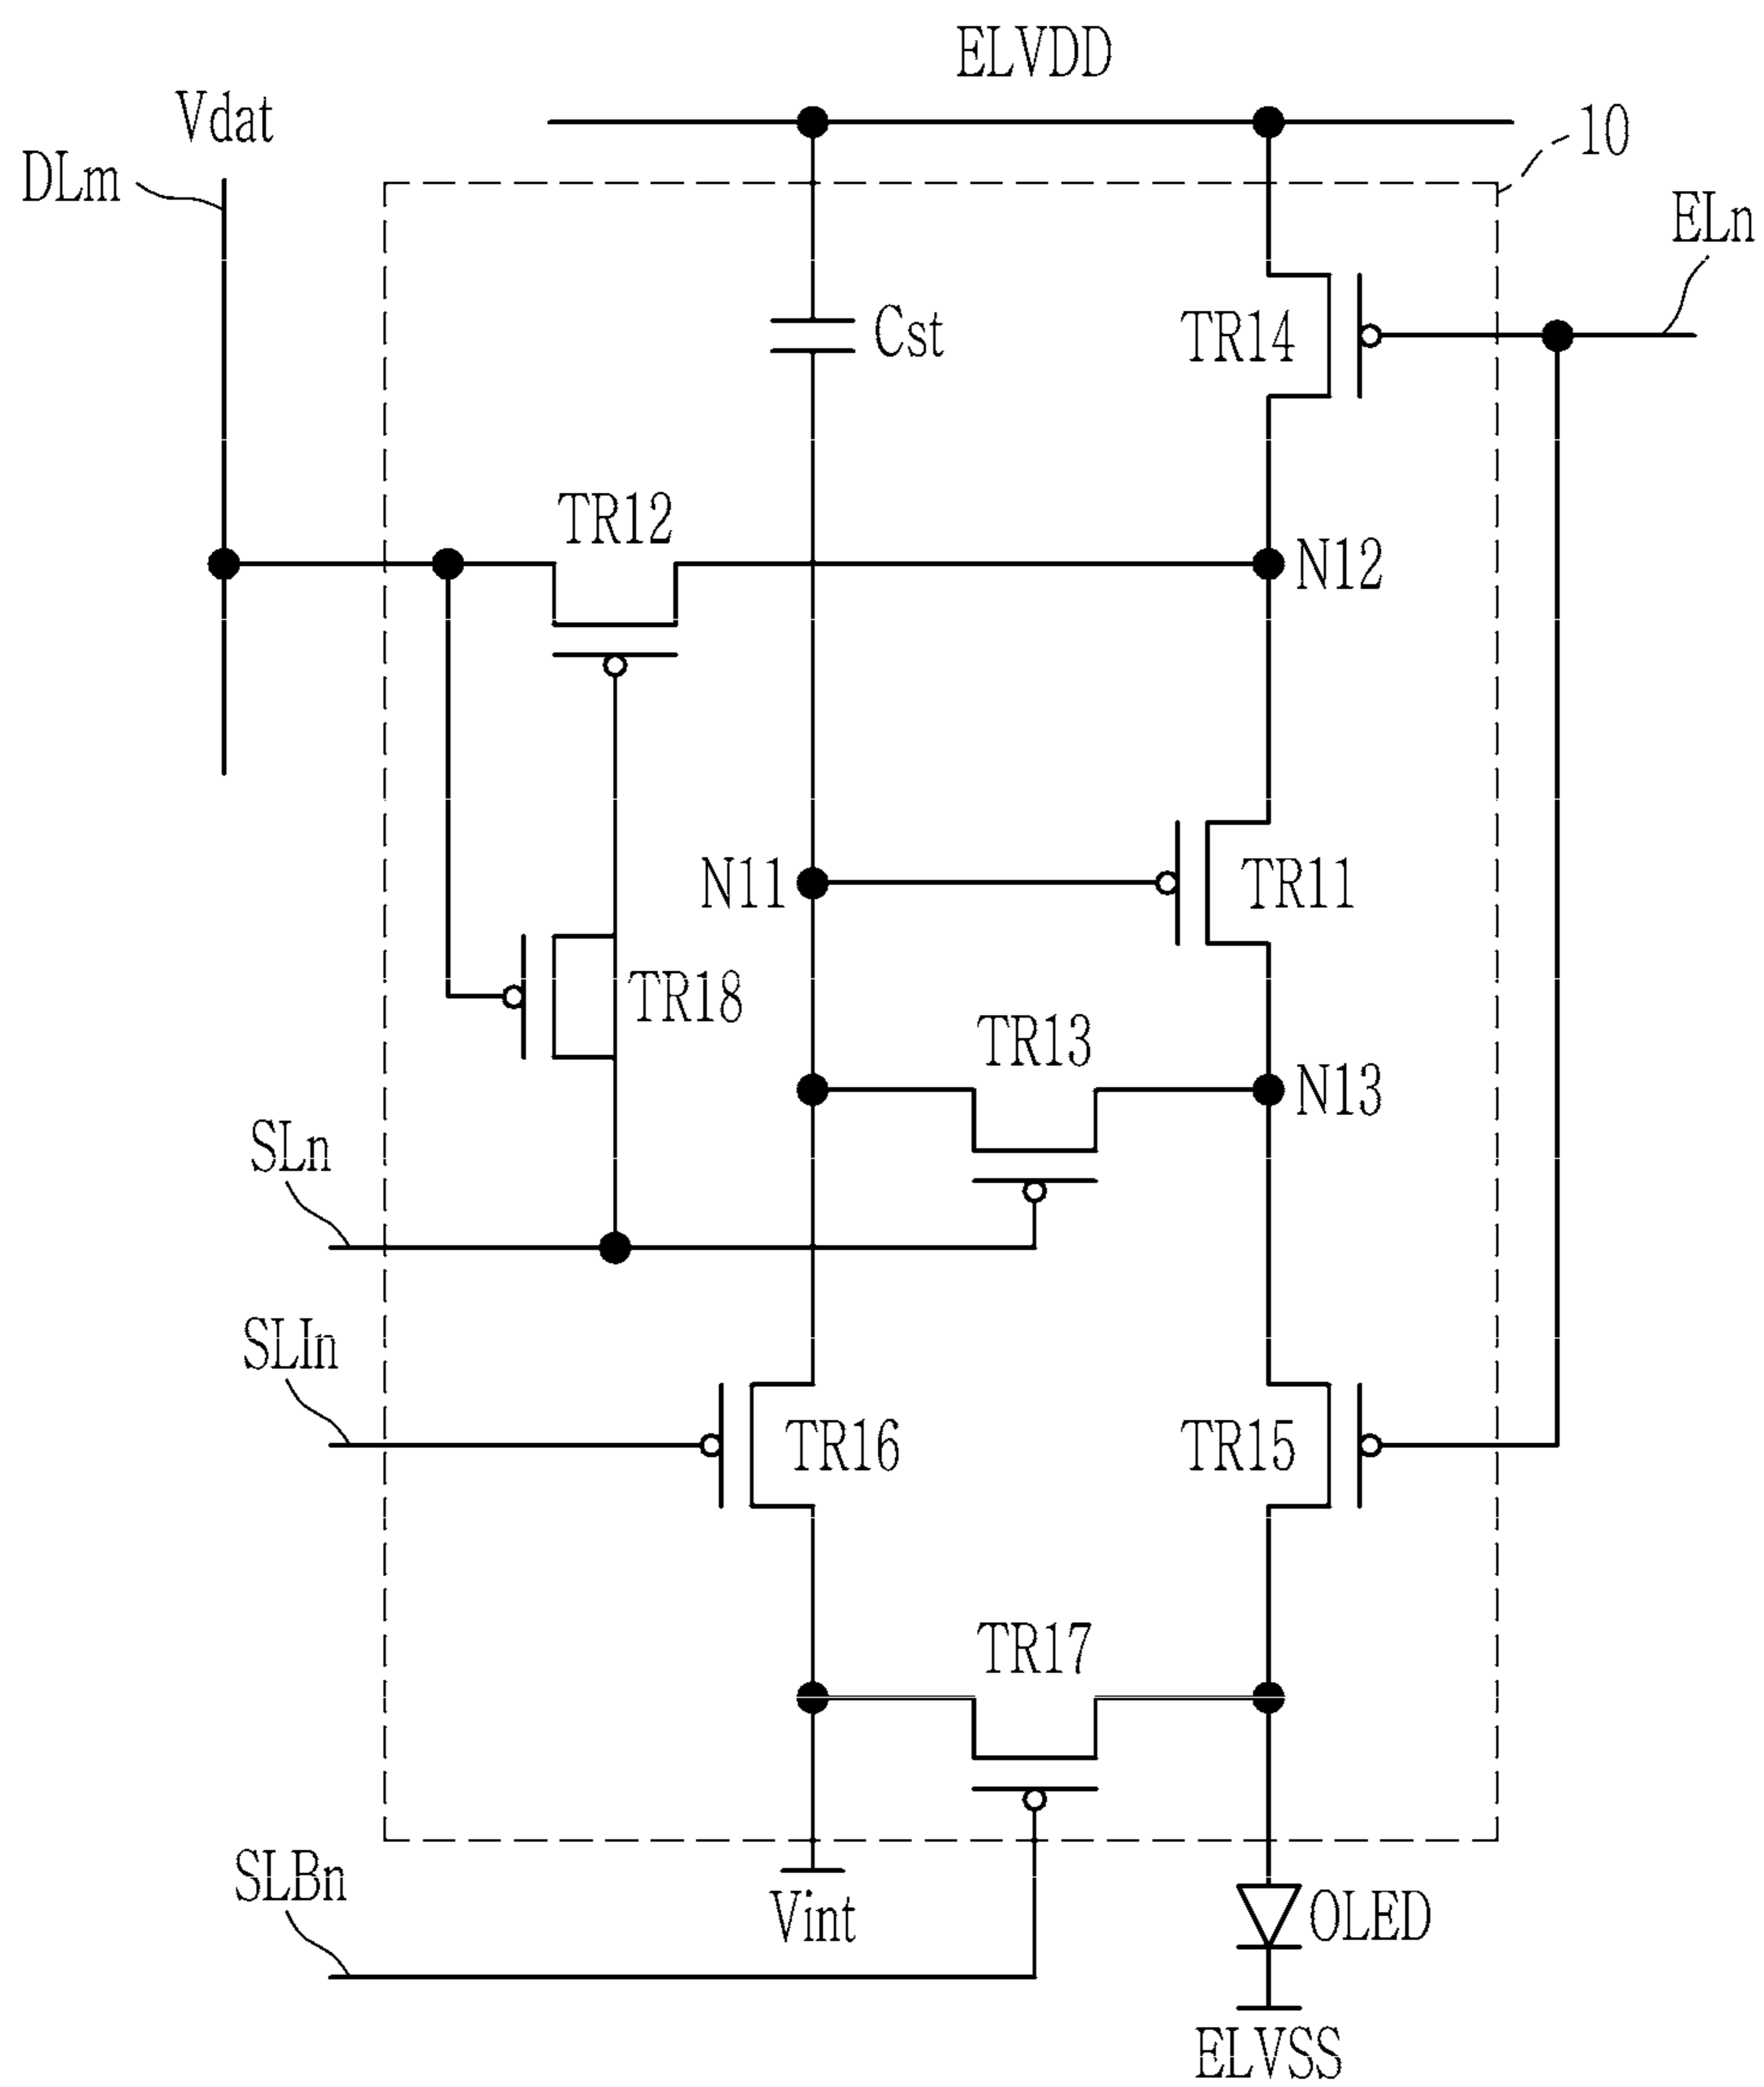 ELVDD
Vdat
10
DLm
ELn
Cst
TR14
TR12
N12
N11
TR11
TR18
TR13
N13
SLn
SLIn
TR16
TR15
TR17
SLBn
Vint
OLED
ELVSS